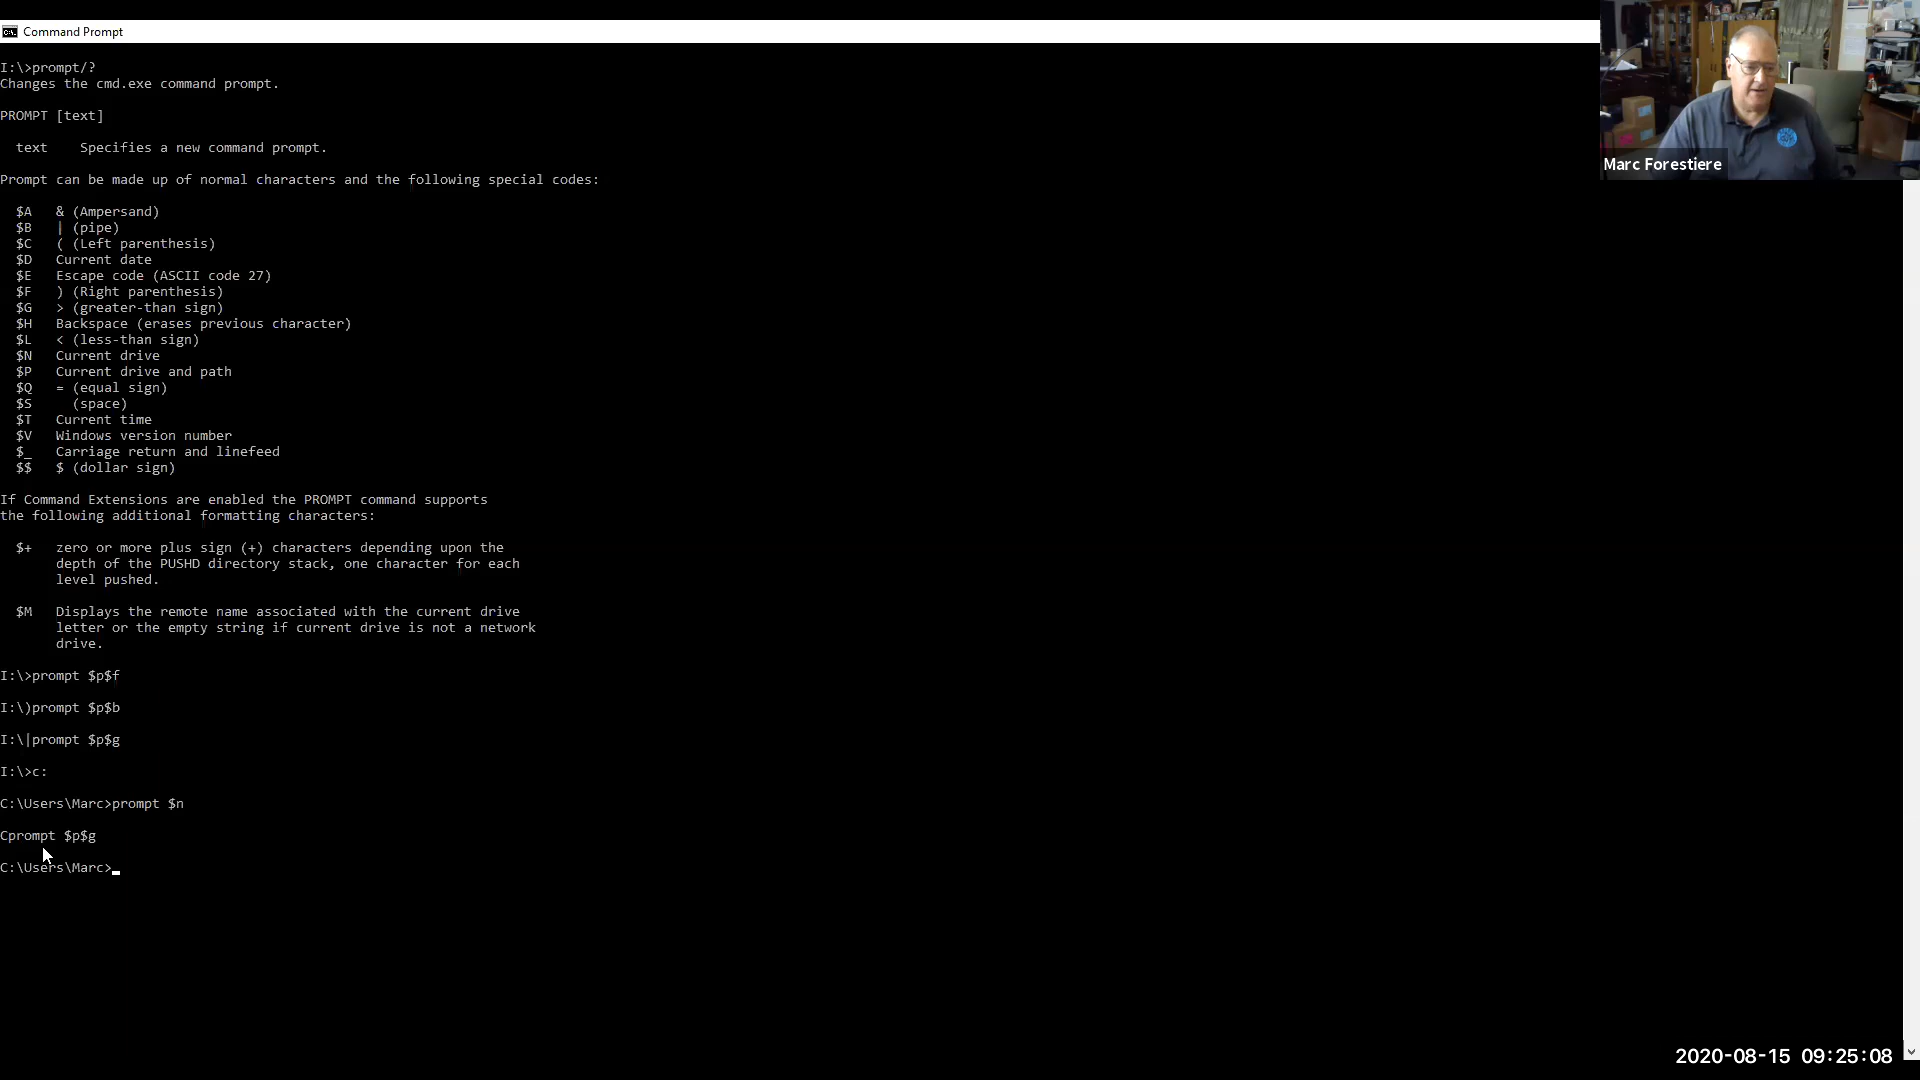 Command Prompt
I:\>prompt/?
Changes the cmd.exe command prompt.
PROMPT [text]
text    Specifies a new command prompt.
Prompt can be made up of normal characters and the following special codes:
$A   & (Ampersand)
$B   | (pipe)
$C   ( (Left parenthesis)
$D   Current date
$E   Escape code (ASCII code 27)
$F   ) (Right parenthesis)
$G   > (greater-than sign)
$H   Backspace (erases previous character)
$L   < (less-than sign)
$N   Current drive
$P   Current drive and path
$Q   = (equal sign)
$S     (space)
$T   Current time
$V   Windows version number
$_   Carriage return and linefeed
$$   $ (dollar sign)
If Command Extensions are enabled the PROMPT command supports
the following additional formatting characters:
$+   zero or more plus sign (+) characters depending upon the
depth of the PUSHD directory stack, one character for each
level pushed.
$M   Displays the remote name associated with the current drive
letter or the empty string if current drive is not a network
drive.
I:\>prompt $p$f
I:\)prompt $p$b
I:\|prompt $p$g
I:\>c:
C:\Users\Marc>prompt $n
Cprompt $p$g
C:\Users\Marc>
Marc Forestiere
2020-08-15 09:25:08